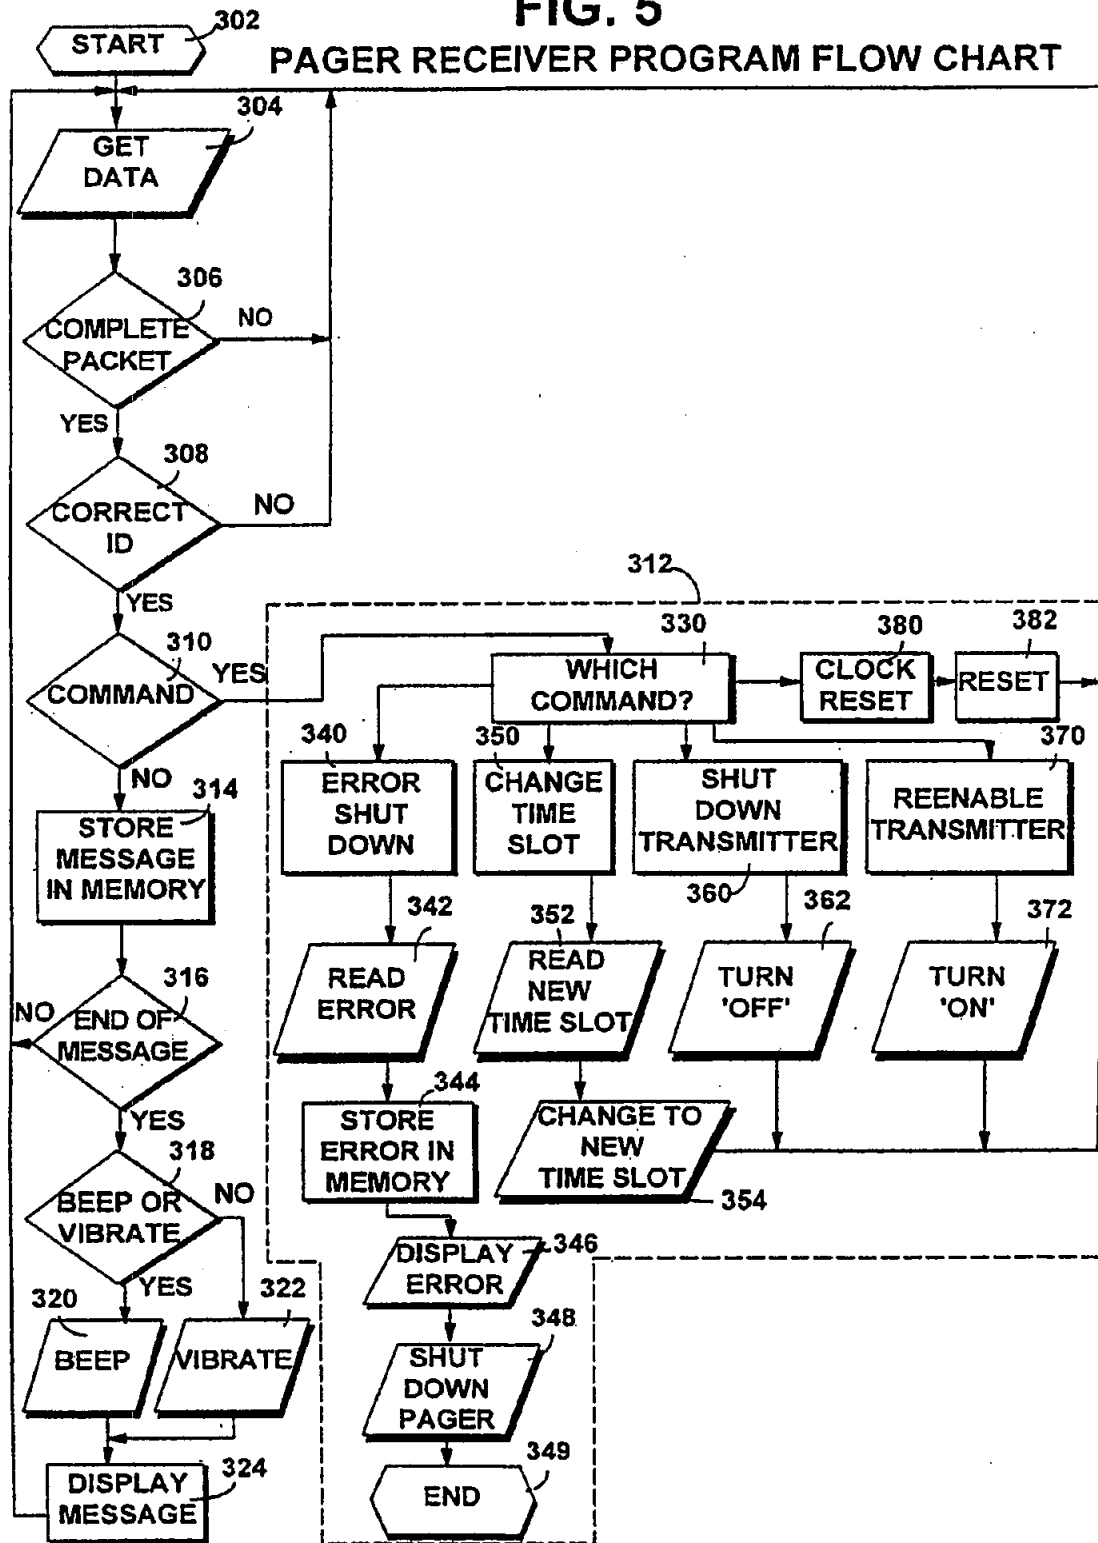 FIG. 5
PAGER RECEIVER PROGRAM FLOW CHART
302
START
304
GET
DATA
306
COMPLETE
PACKET
NO
YES
308
CORRECT
ID
NO
YES
310
COMMAND
YES
NO
314
STORE
MESSAGE
IN MEMORY
316
END OF
MESSAGE
NO
YES
318
BEEP OR
VIBRATE
NO
YES
320
BEEP
322
VIBRATE
324
DISPLAY
MESSAGE
312
330
WHICH
COMMAND?
380
CLOCK
RESET
382
RESET
340
ERROR
SHUT
DOWN
350
CHANGE
TIME
SLOT
SHUT
DOWN
TRANSMITTER
360
370
REENABLE
TRANSMITTER
342
READ
ERROR
352
READ
NEW
TIME SLOT
362
TURN
'OFF'
372
TURN
'ON'
344
STORE
ERROR IN
MEMORY
CHANGE TO
NEW
TIME SLOT
354
346
DISPLAY
ERROR
348
SHUT
DOWN
PAGER
349
END